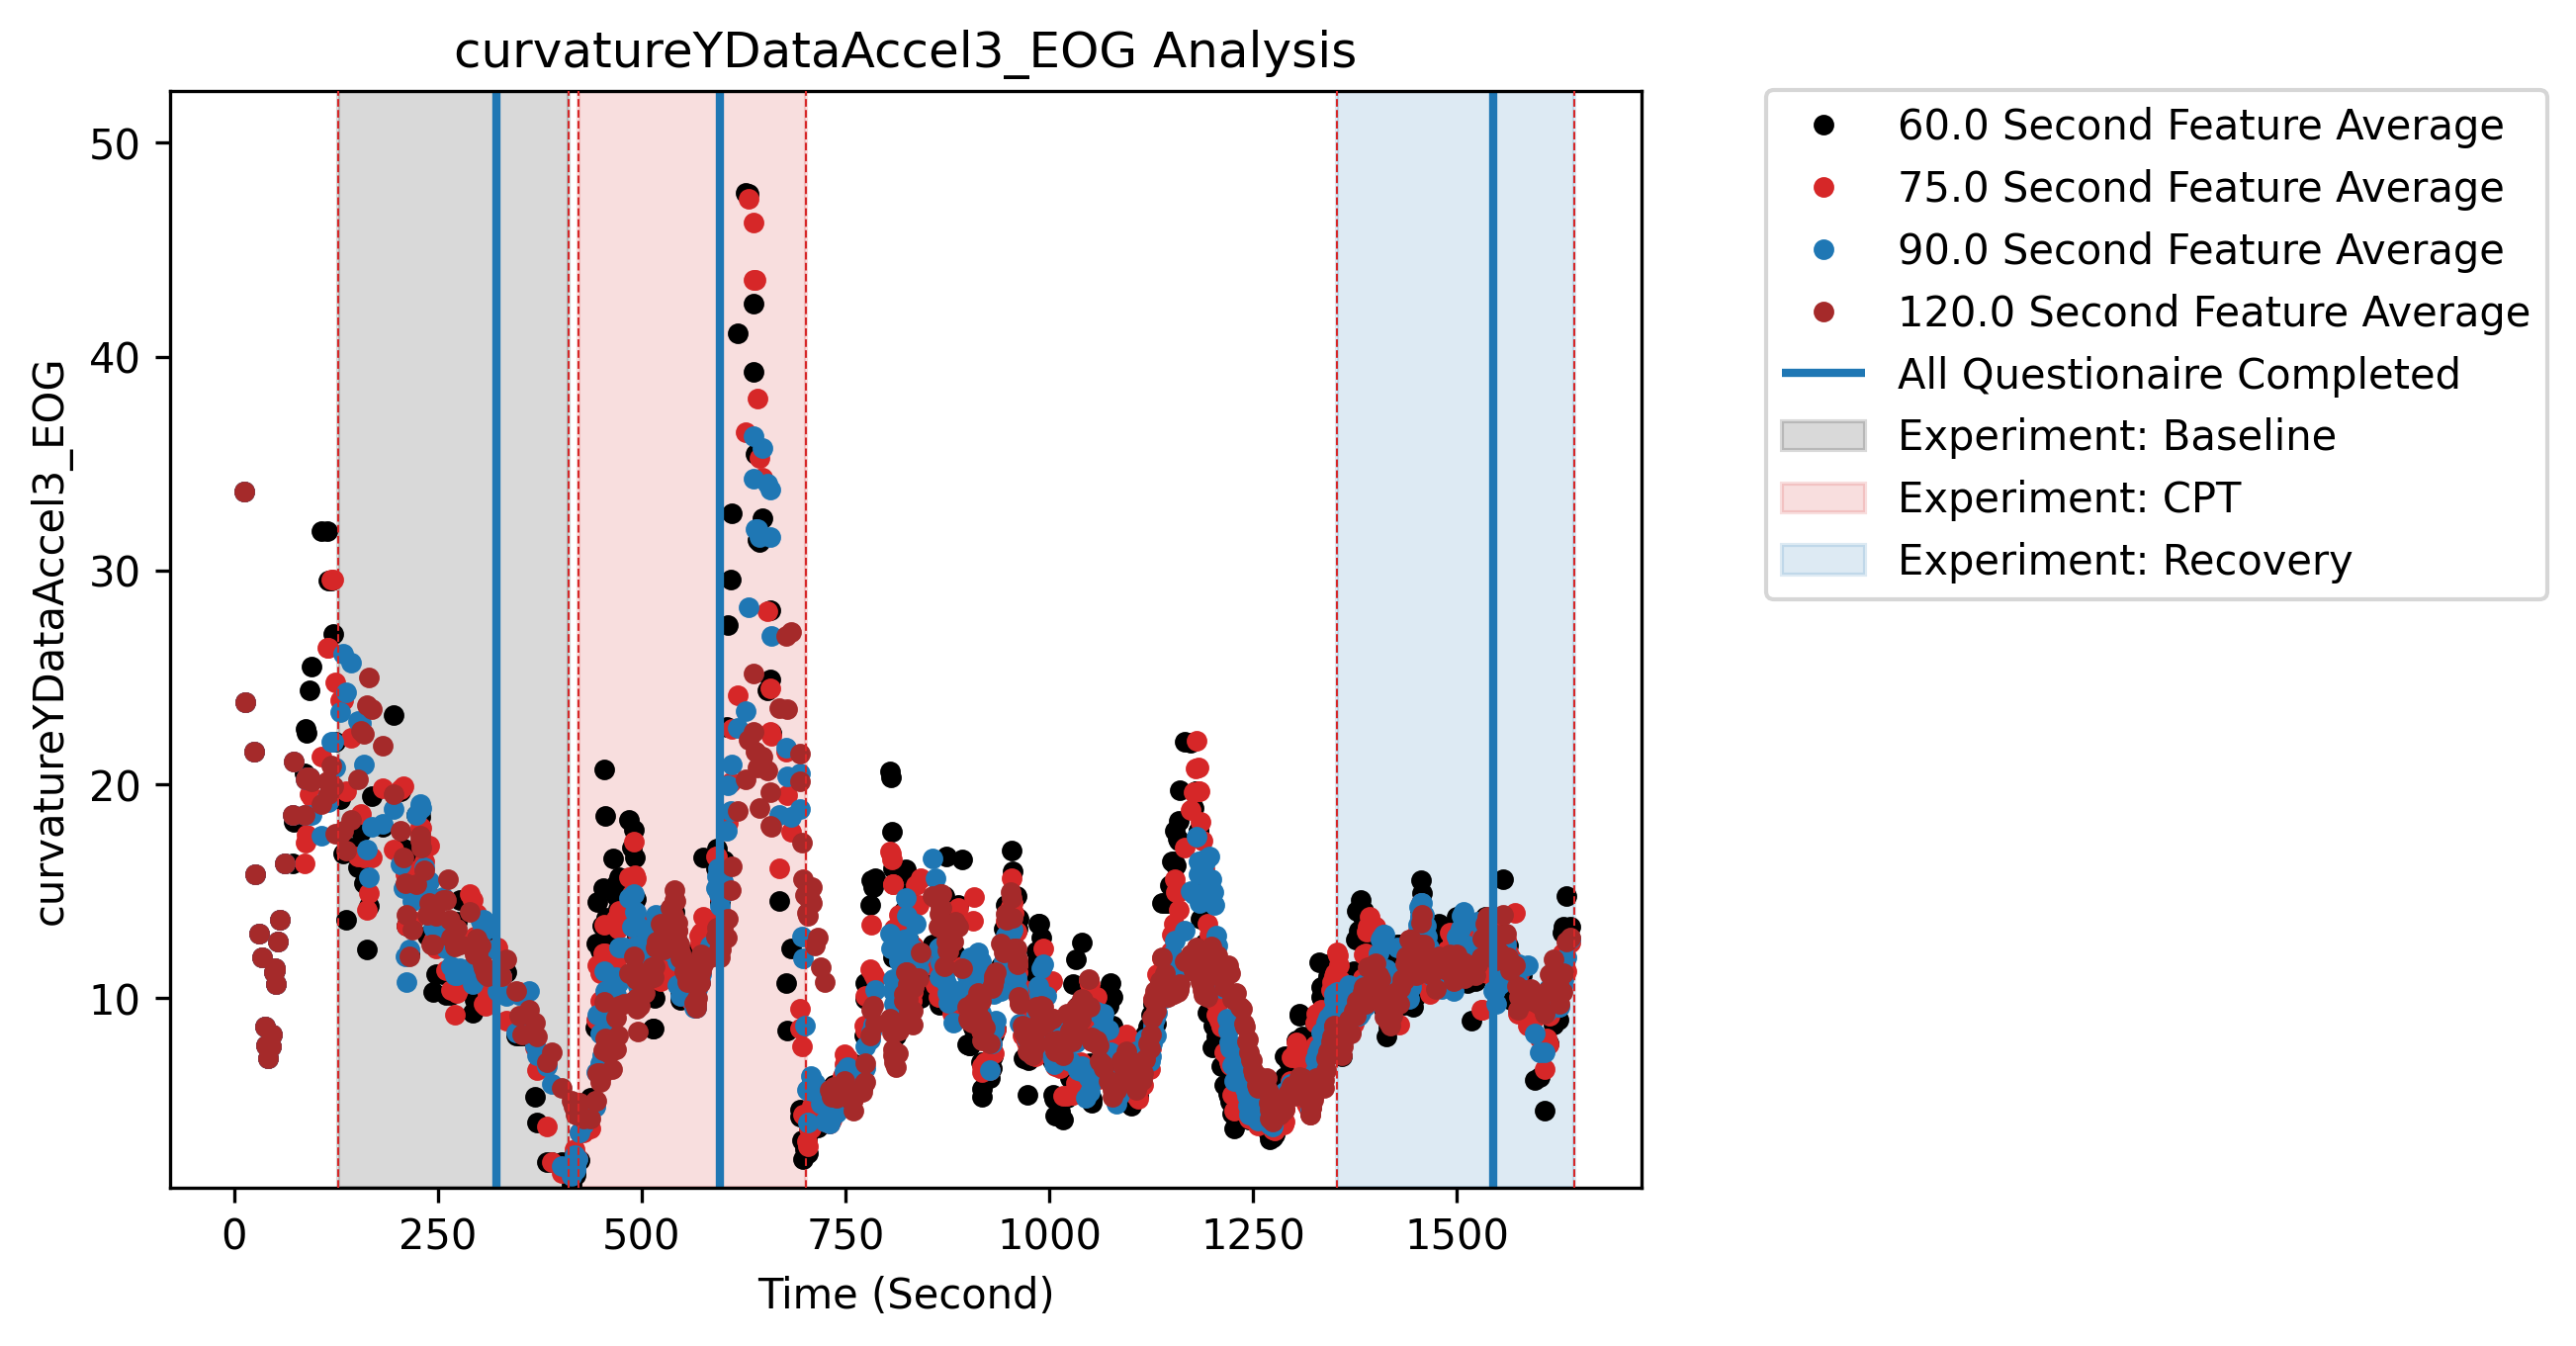 curvatureYDataAccel3_EOG Analysis
curvatureYDataAccel3_EOG
50
40
30
20
10
0
250
500
750
1000
1250
1500
Time (Second)
60.0 Second Feature Average
75.0 Second Feature Average
90.0 Second Feature Average
120.0 Second Feature Average
All Questionaire Completed
Experiment: Baseline
Experiment: CPT
Experiment: Recovery